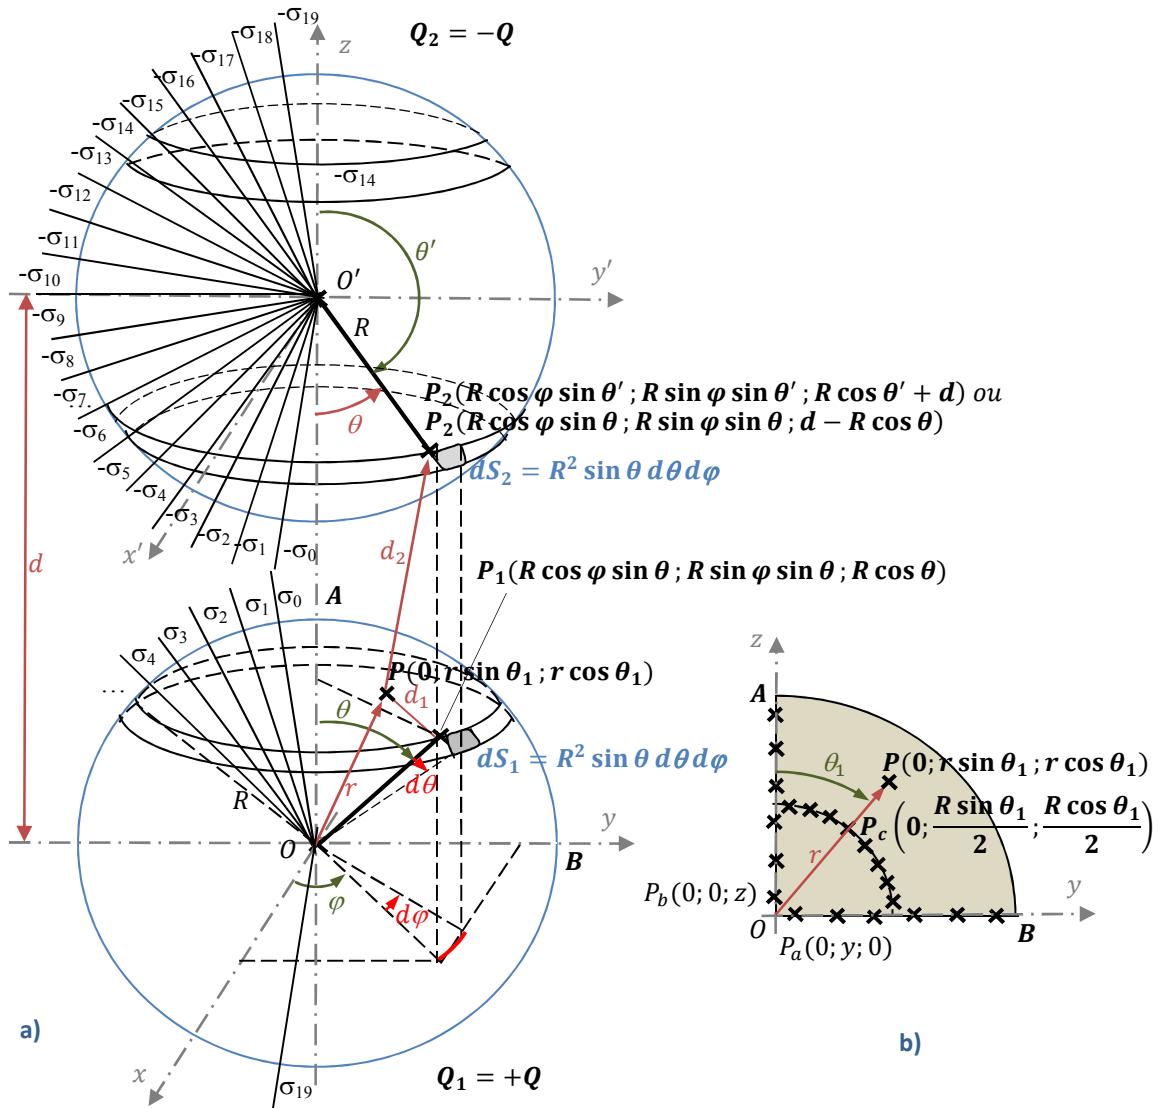 -σ19
-σ18
z
Q2 = −Q
-σ17
-σ16
-σ15
-σ14
-σ13
-σ14
-σ12
θ′
-σ11
-σ10
O′
y′
-σ9
R
-σ8
-σ7
..
P2(R cos φ sin θ′ ; R sin φ sin θ′ ; R cos θ′ + d) ou
θ
P2(R cos φ sin θ ; R sin φ sin θ ; d − R cos θ)
-σ6
-σ5
dS2 = R² sin θ dθ dφ
-σ4
-σ3
-σ2
x′
-σ1
-σ0
d2
d
P1(R cos φ sin θ ; R sin φ sin θ ; R cos θ)
σ0
A
σ1
σ2
σ3
σ4
P(0; r sin θ1 ; r cos θ1)
…
d1
θ
dS1 = R² sin θ dθ dφ
dθ
R
r
y
O
B
φ
dφ
x
a)
Q1 = +Q
σ19
z
A
θ1
P(0; r sin θ1 ; r cos θ1)
Pc (0; R sin θ1 / 2 ; R cos θ1 / 2)
r
Pb(0; 0; z)
y
O
B
Pa(0; y; 0)
b)